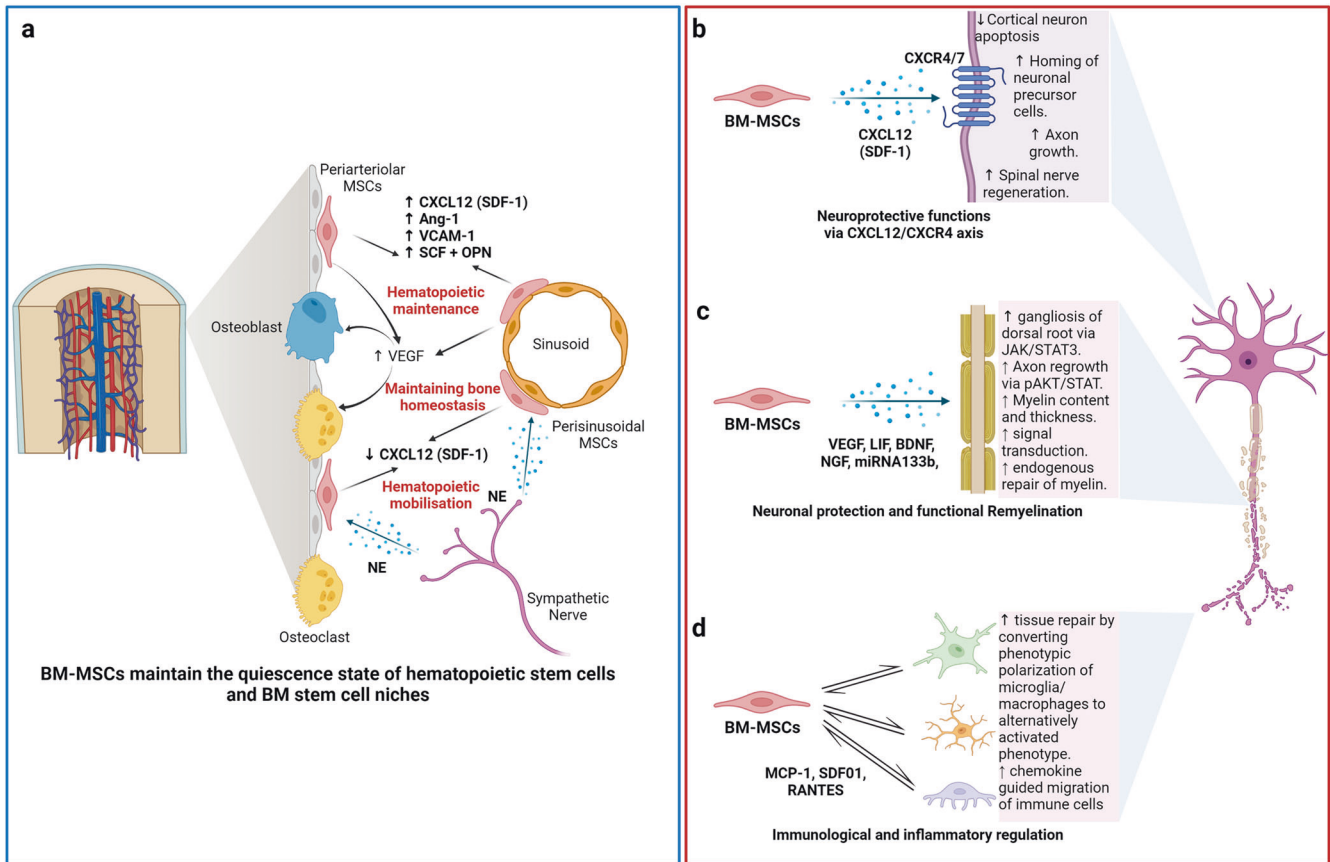 a
Periarteriolar
MSCs
↑ CXCL12 (SDF-1)
↑ Ang-1
↑ VCAM-1
↑ SCF + OPN
Hematopoietic
maintenance
Osteoblast
↑ VEGF
Sinusoid
Maintaining bone
homeostasis
Perisinusoidal
MSCs
↓ CXCL12 (SDF-1)
Hematopoietic
mobilisation
NE
NE
Sympathetic
Nerve
Osteoclast
BM-MSCs maintain the quiescence state of hematopoietic stem cells
and BM stem cell niches
b
BM-MSCs
CXCL12
(SDF-1)
CXCR4/7
↓ Cortical neuron
apoptosis
↑ Homing of
neuronal
precursor
cells.
↑ Axon
growth.
↑ Spinal nerve
regeneration.
Neuroprotective functions
via CXCL12/CXCR4 axis
c
BM-MSCs
VEGF, LIF, BDNF,
NGF, miRNA133b,
↑ gangliosis of
dorsal root via
JAK/STAT3.
↑ Axon regrowth
via pAKT/STAT.
↑ Myelin content
and thickness.
↑ signal
transduction.
↑ endogenous
repair of myelin.
Neuronal protection and functional Remyelination
d
BM-MSCs
MCP-1, SDF01,
RANTES
↑ tissue repair by
converting
phenotypic
polarization of
microglia/
macrophages to
alternatively
activated
phenotype.
↑ chemokine
guided migration
of immune cells
Immunological and inflammatory regulation